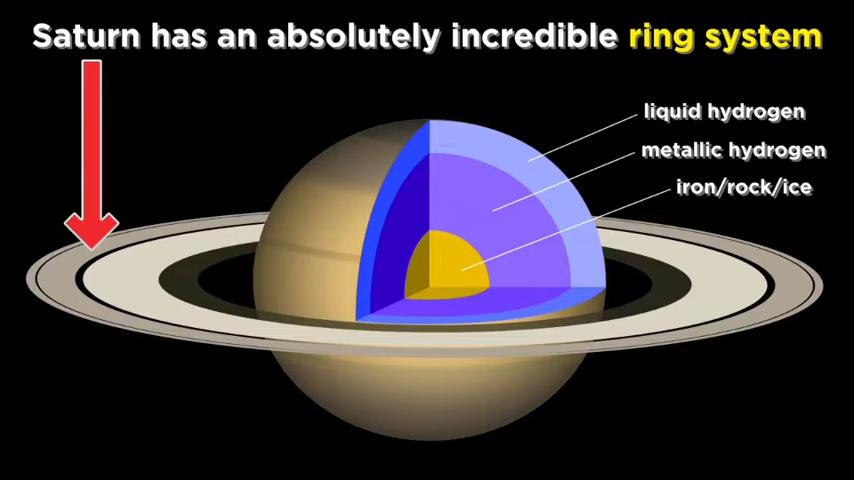 Saturn has an absolutely incredible ring system
liquid hydrogen
metallic hydrogen
iron/rock/ice